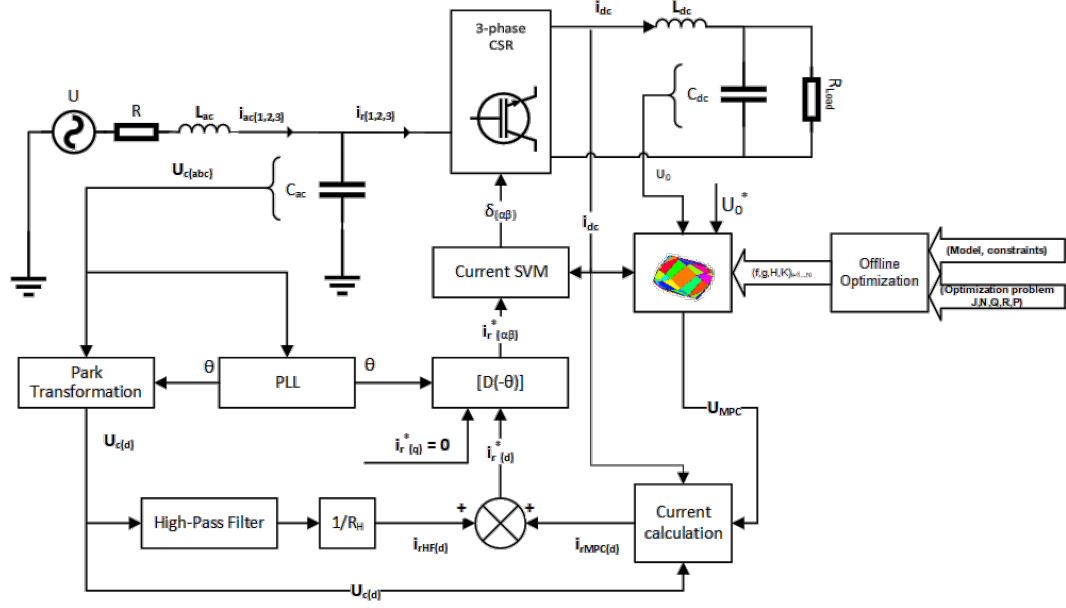 i_dc
L_dc
3-phase
CSR
U
R
L_ac
i_ac(1,2,3)
i_r(1,2,3)
C_dc
R_Load
U_c(abc)
C_ac
U_0
U_0^*
δ_(αβ)
i_dc
Current SVM
(f,g,H,K)
Offline
Optimization
(Model, constraints)
(Optimization problem
J,N,Q,R,P)
i_r^*_(αβ)
Park
Transformation
θ
PLL
θ
[D(-θ)]
U_MPC
U_c(d)
i_r^*_(q) = 0
i_r^*_(d)
High-Pass Filter
1/R_H
+
+
Current
calculation
i_rHF(d)
i_rMPC(d)
U_c(d)